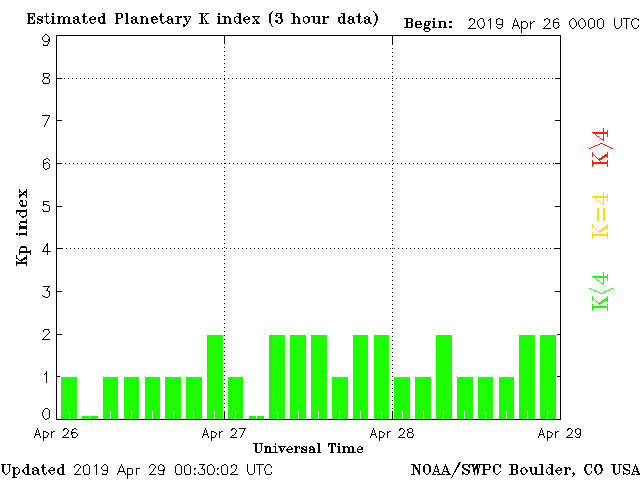 Estimated Planetary K index (3 hour data)
Begin: 2019 Apr 26 0000 UTC
9
8
7
6
5
4
3
2
1
0
Kp index
K>4
K=4
K<4
Apr 26
Apr 27
Apr 28
Apr 29
Universal Time
Updated 2019 Apr 29 00:30:02 UTC
NOAA/SWPC Boulder, CO USA